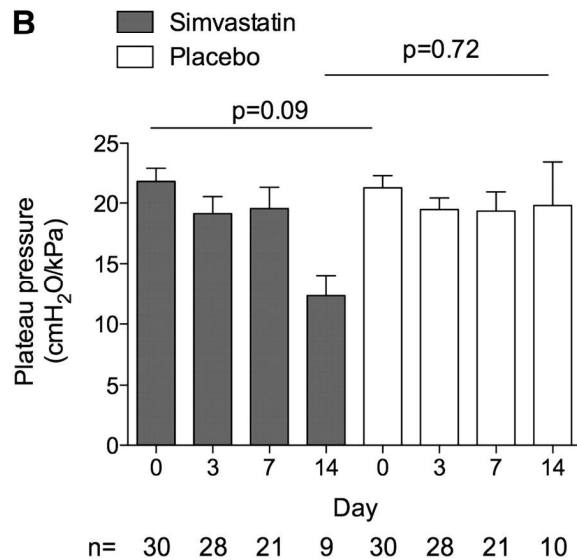 B
Simvastatin
Placebo
p=0.72
p=0.09
25
20
15
10
5
0
Plateau pressure
(cmH₂O/kPa)
0 3 7 14 0 3 7 14
Day
n= 30 28 21 9 30 28 21 10